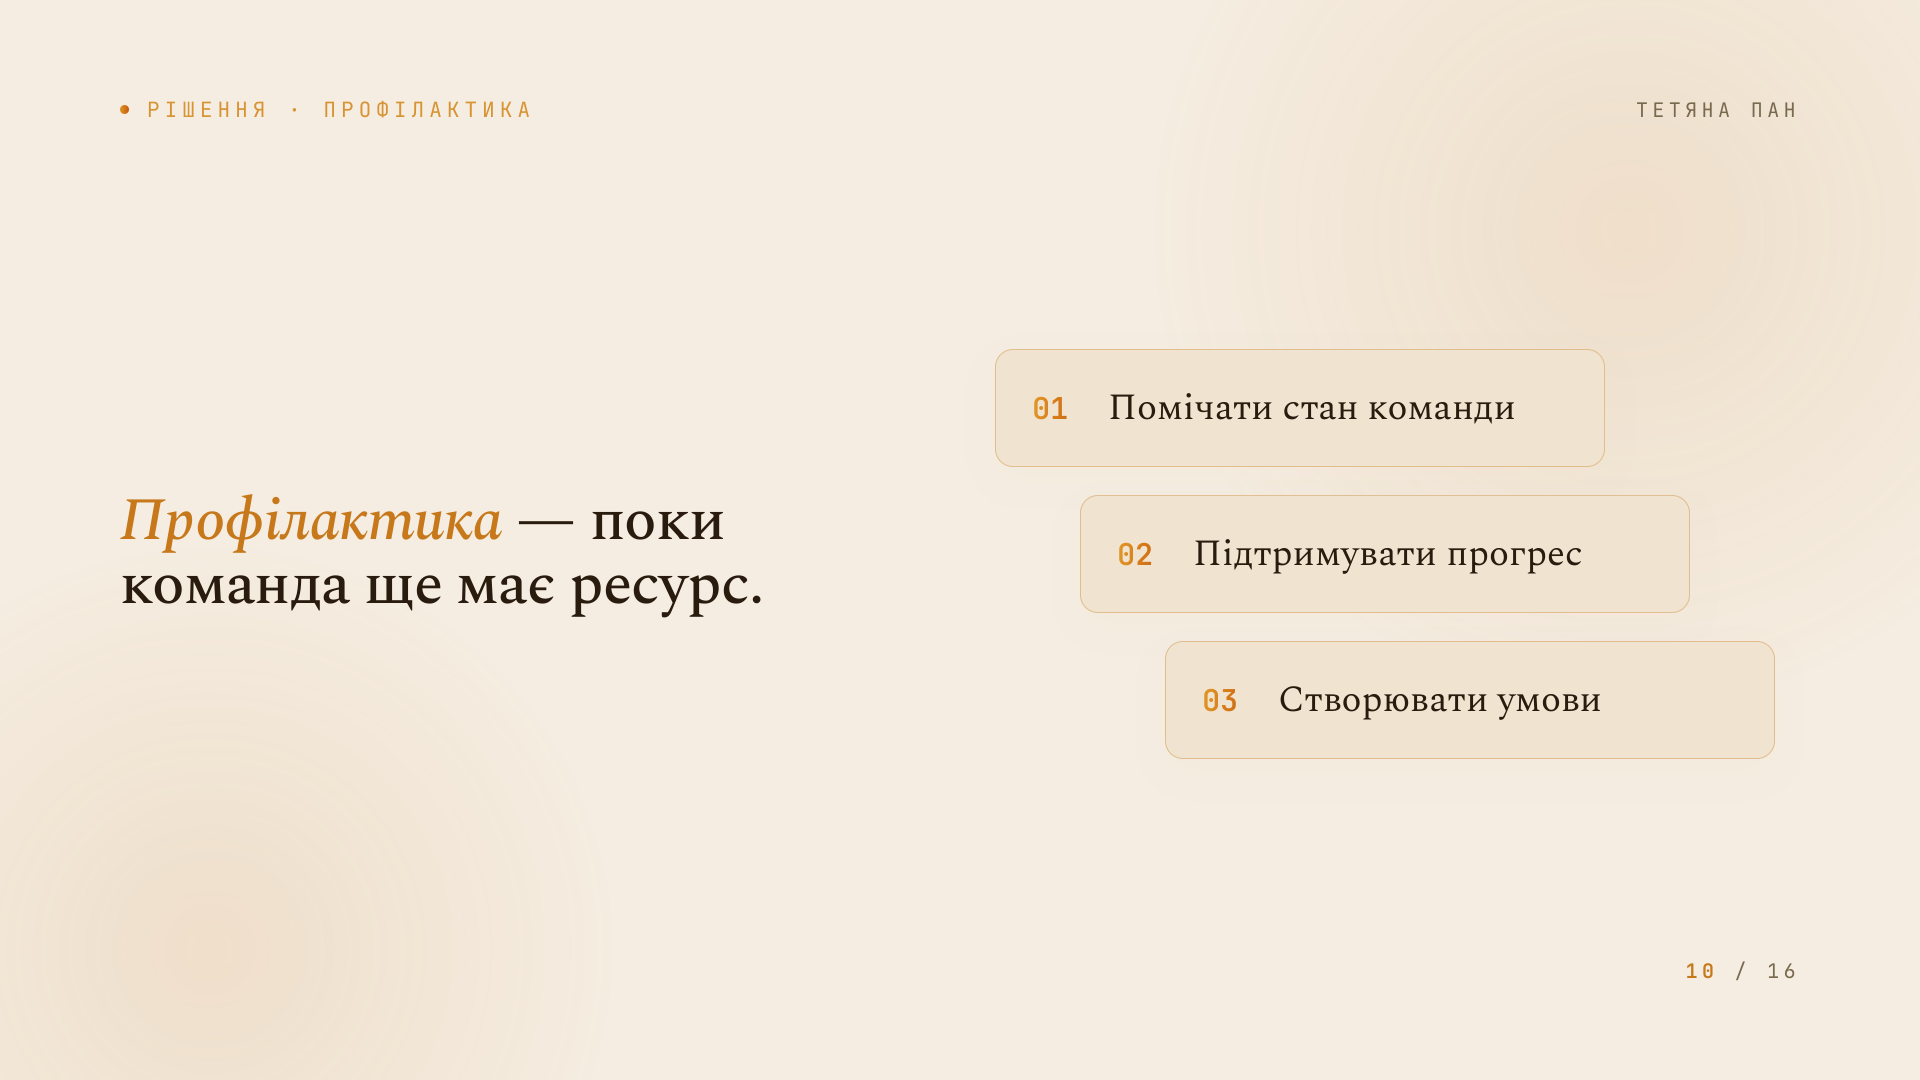 РІШЕННЯ · ПРОФІЛАКТИКА
ТЕТЯНА ПАН
Профілактика — поки
команда ще має ресурс.
01 Помічати стан команди
02 Підтримувати прогрес
03 Створювати умови
10 / 16